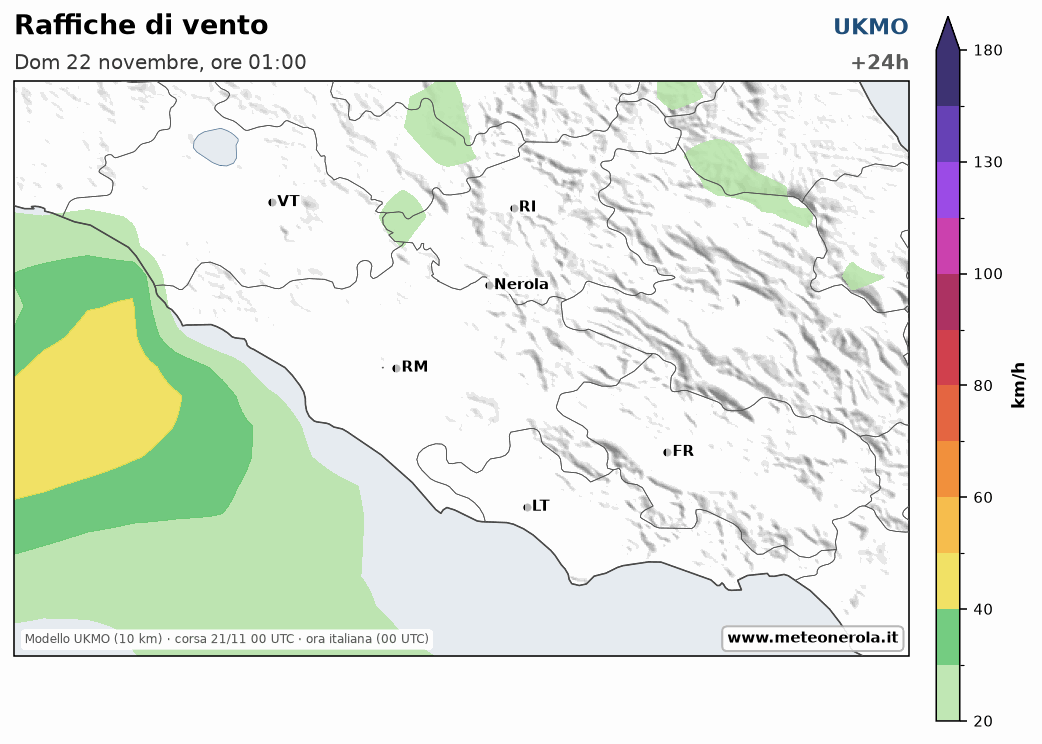 Raffiche di vento
UKMO
Dom 22 novembre, ore 01:00
+24h
VT
RI
Nerola
RM
FR
LT
180
130
100
80
60
40
20
km/h
Modello UKMO (10 km) · corsa 21/11 00 UTC · ora italiana (00 UTC)
www.meteonerola.it